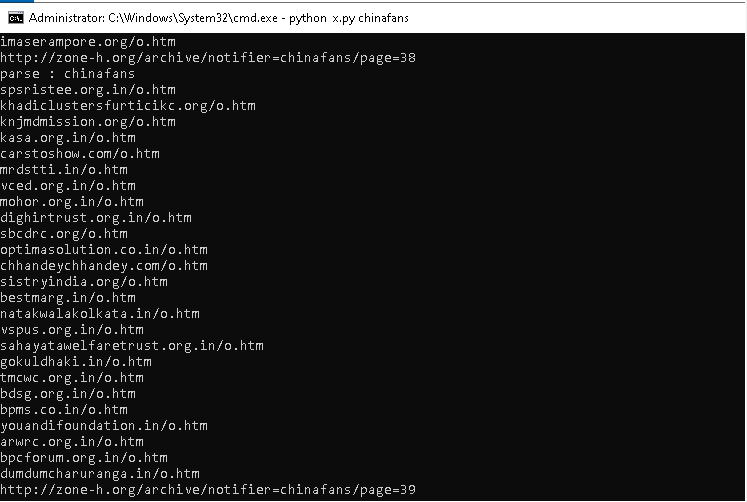 Administrator: C:\Windows\System32\cmd.exe - python x.py chinafans
imaserampore.org/o.htm
http://zone-h.org/archive/notifier=chinafans/page=38
parse : chinafans
spsristee.org.in/o.htm
khadiclustersfurticikc.org/o.htm
knjmdmission.org/o.htm
kasa.org.in/o.htm
carstoshow.com/o.htm
mrdstti.in/o.htm
vced.org.in/o.htm
mohor.org.in/o.htm
dighirtrust.org.in/o.htm
sbcdrc.org/o.htm
optimasolution.co.in/o.htm
chhandeychhandey.com/o.htm
sistryindia.org/o.htm
bestmarg.in/o.htm
natakwalakolkata.in/o.htm
vspus.org.in/o.htm
sahayatawelfaretrust.org.in/o.htm
gokuldhaki.in/o.htm
tmcwc.org.in/o.htm
bdsg.org.in/o.htm
bpms.co.in/o.htm
youandifoundation.in/o.htm
arwrc.org.in/o.htm
bpcforum.org.in/o.htm
dumdumcharuranga.in/o.htm
http://zone-h.org/archive/notifier=chinafans/page=39